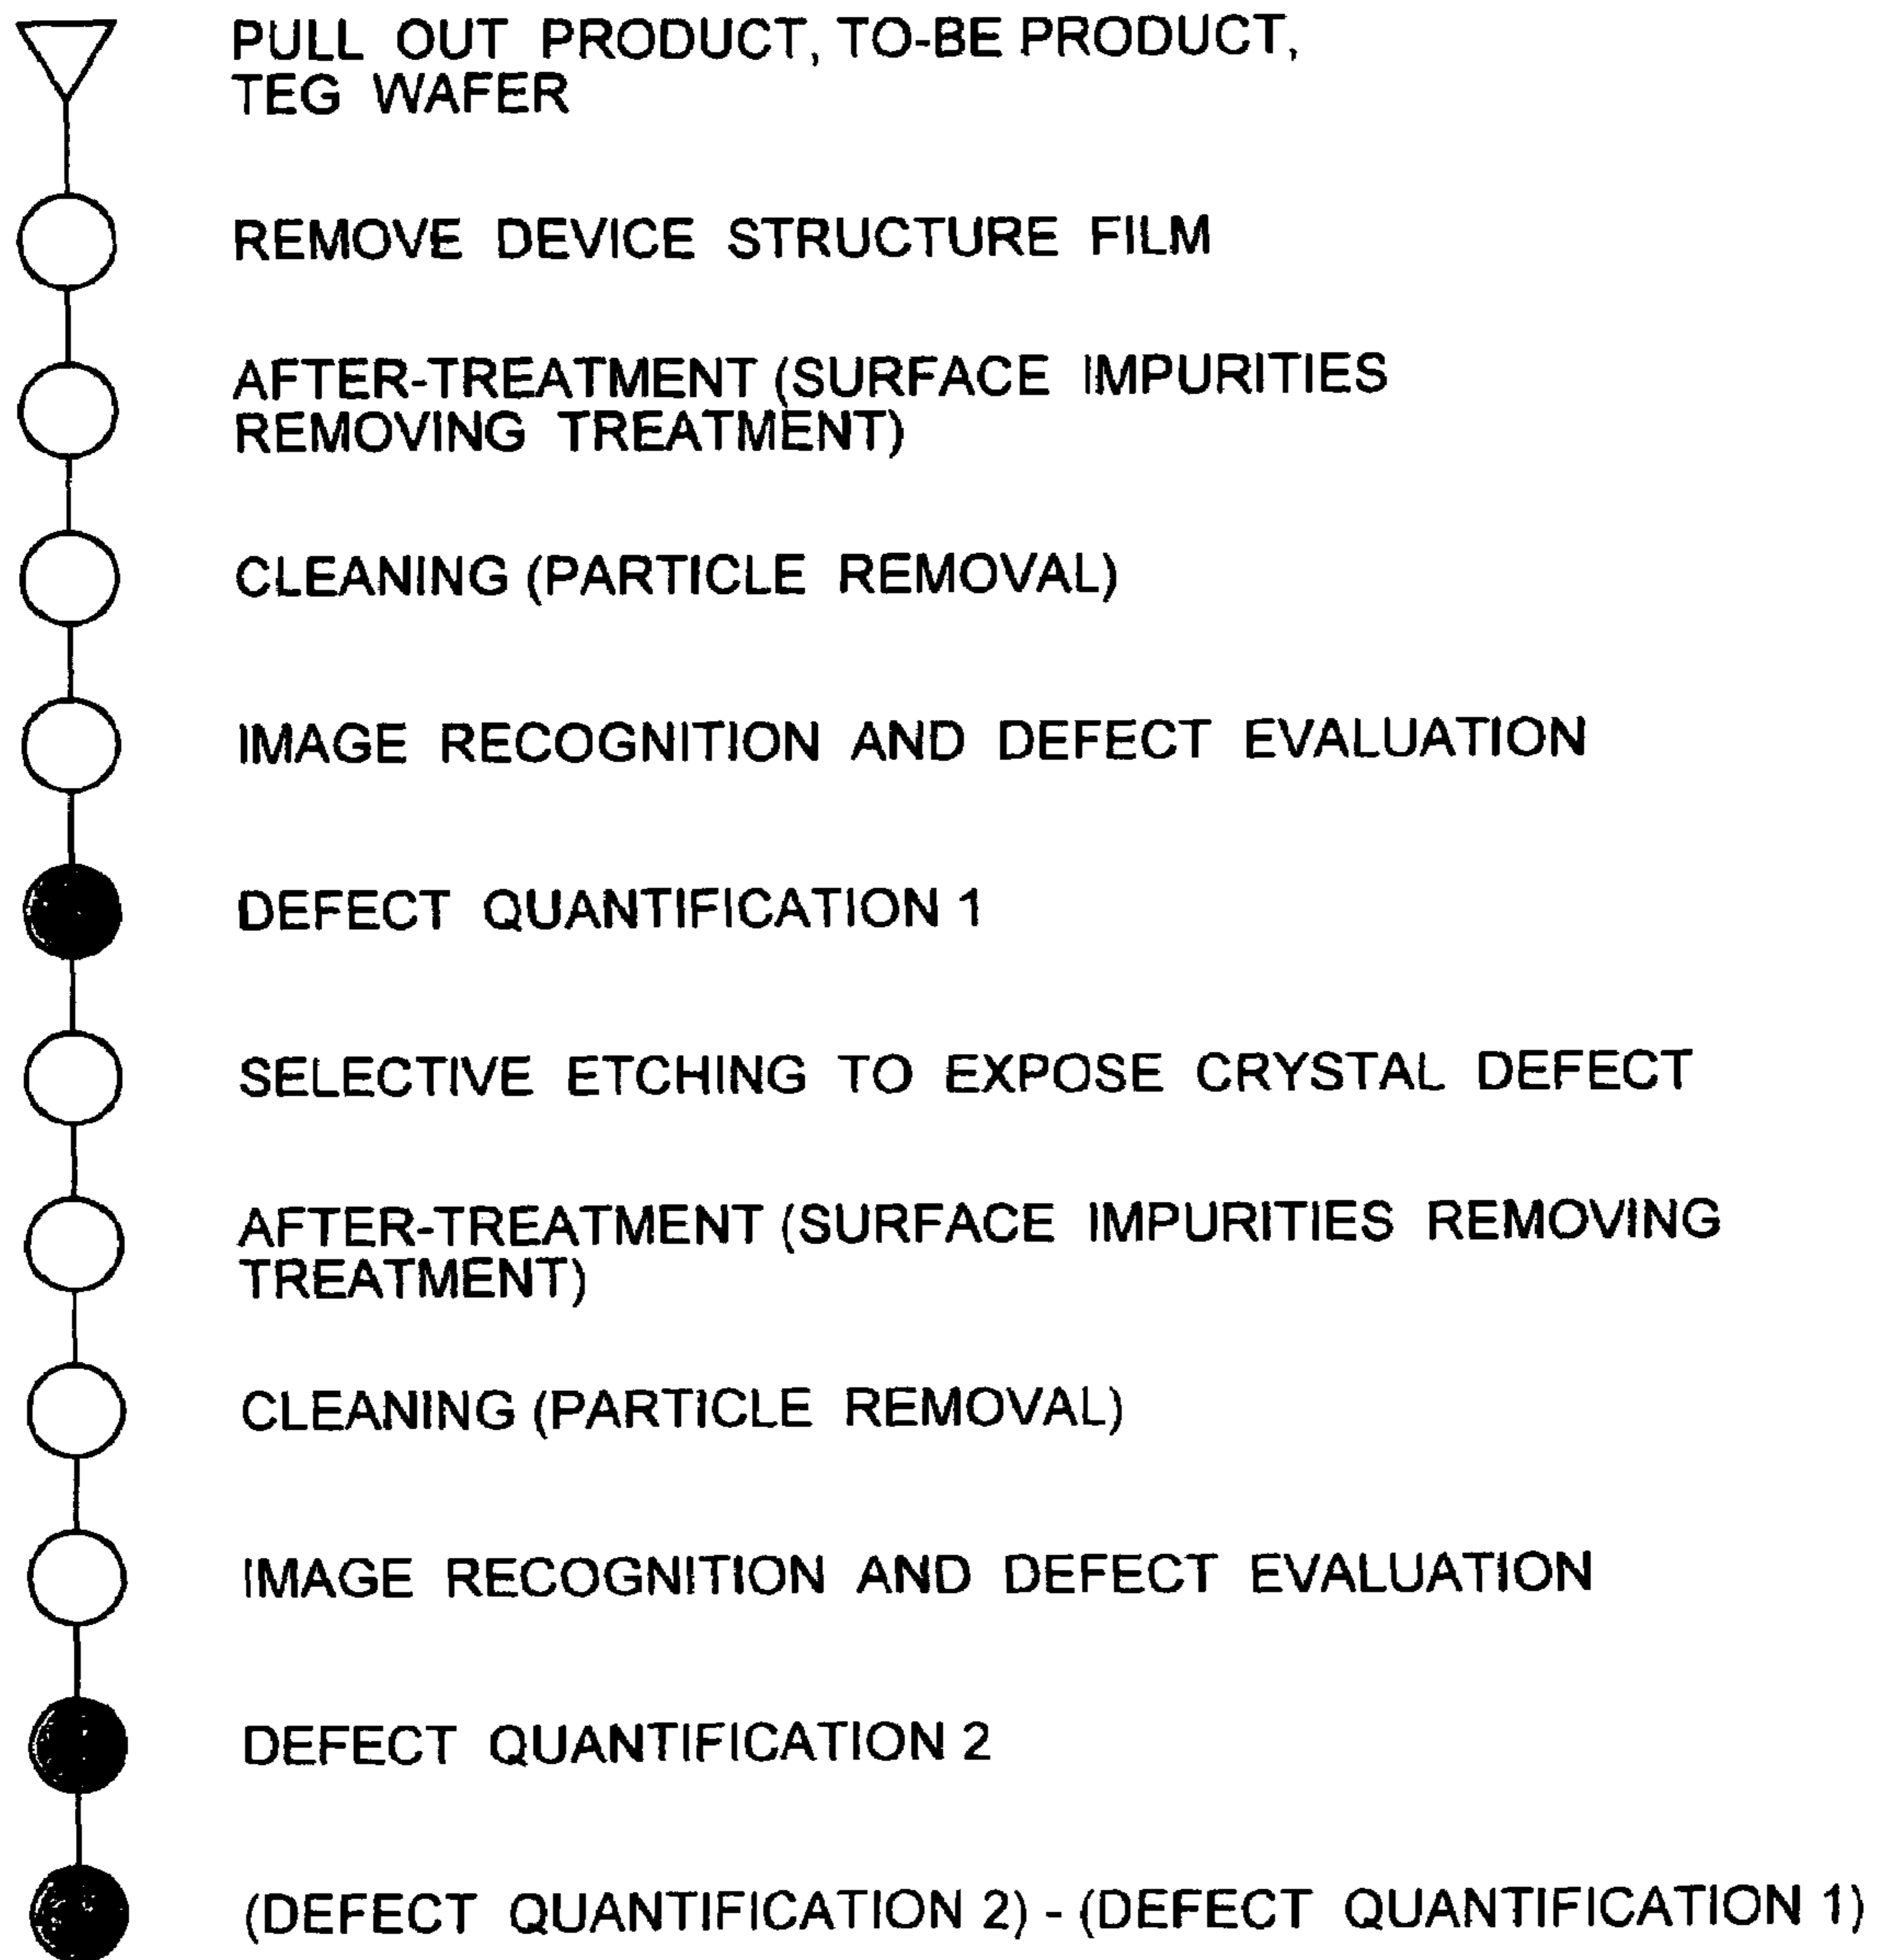 PULL OUT PRODUCT, TO-BE PRODUCT,
TEG WAFER
REMOVE DEVICE STRUCTURE FILM
AFTER-TREATMENT (SURFACE IMPURITIES
REMOVING TREATMENT)
CLEANING (PARTICLE REMOVAL)
IMAGE RECOGNITION AND DEFECT EVALUATION
DEFECT QUANTIFICATION 1
SELECTIVE ETCHING TO EXPOSE CRYSTAL DEFECT
AFTER-TREATMENT (SURFACE IMPURITIES REMOVING
TREATMENT)
CLEANING (PARTICLE REMOVAL)
IMAGE RECOGNITION AND DEFECT EVALUATION
DEFECT QUANTIFICATION 2
(DEFECT QUANTIFICATION 2) - (DEFECT QUANTIFICATION 1)